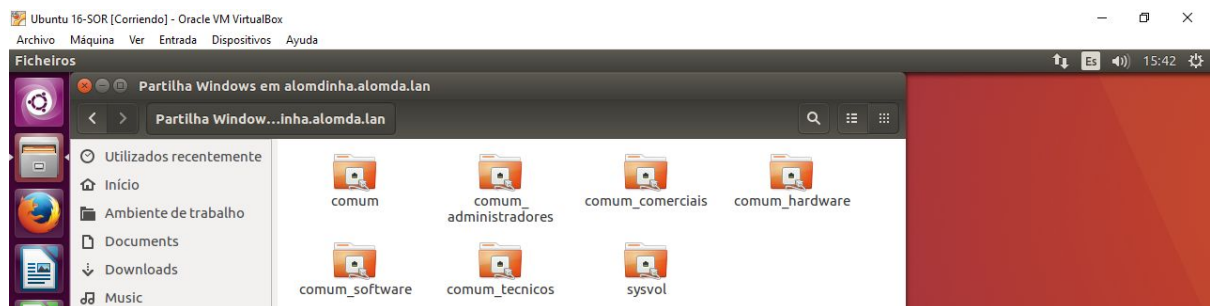 Ubuntu 16-SOR [Corriendo] - Oracle VM VirtualBox
Archivo Máquina Ver Entrada Dispositivos Ayuda
Ficheiros
Es
15:42
Partilha Windows em alomdinha.alomda.lan
Partilha Window...inha.alomda.lan
Utilizados recentemente
Início
Ambiente de trabalho
Documents
Downloads
Music
comum
comum_
administradores
comum_comerciais
comum_hardware
comum_software
comum_tecnicos
sysvol